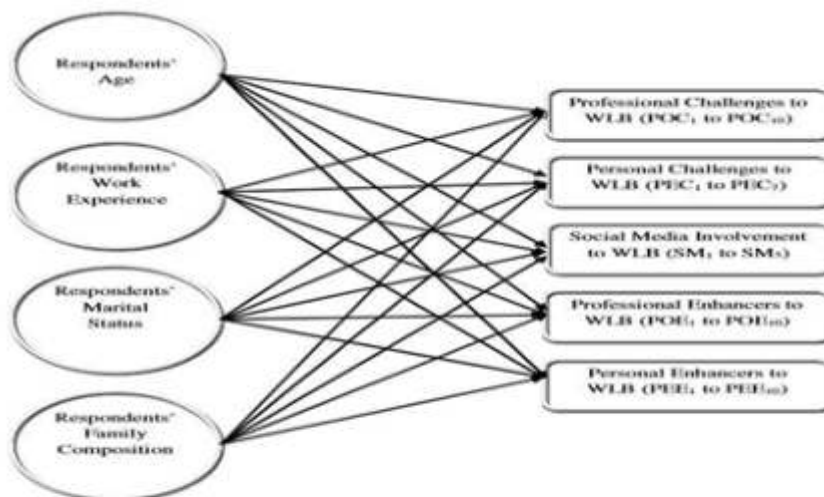 Respondents'
Age
Respondents'
Work
Experience
Respondents'
Marital
Status
Respondents'
Family
Composition
Professional Challenges to
WLB (POC₁ to POC₁₀)
Personal Challenges to
WLB (PEC₁ to PEC₇)
Social Media Involvement
to WLB (SM₁ to SM₅)
Professional Enhancers to
WLB (POE₁ to POE₁₀)
Personal Enhancers to
WLB (PEE₁ to PEE₁₀)